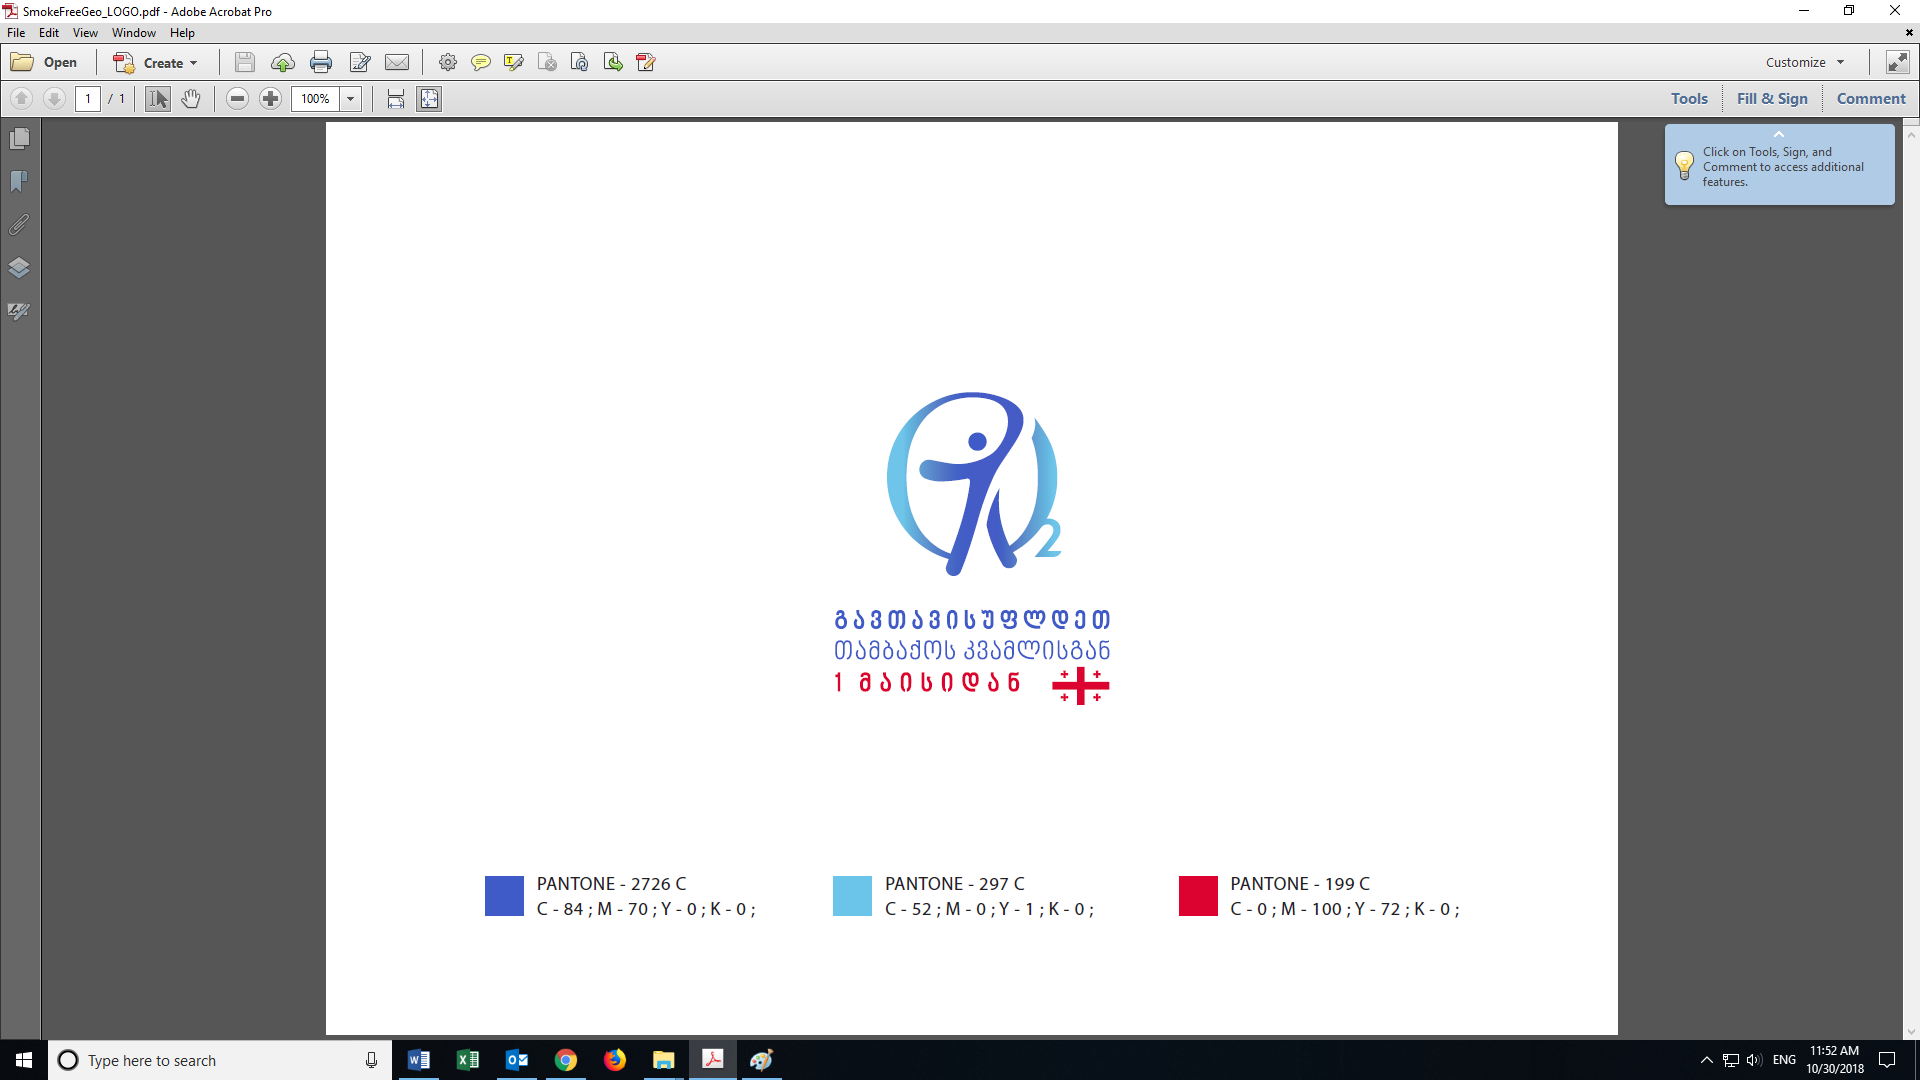 SmokeFreeGeo_LOGO.pdf - Adobe Acrobat Pro
File Edit View Window Help
Open Create Customize
1 / 1 100% Tools Fill & Sign Comment
Click on Tools, Sign, and
Comment to access additional
features.
2
გავთავისუფლდეთ
თამბაქოს კვამლისგან
1 მაისიდან
PANTONE - 2726 C
C - 84 ; M - 70 ; Y - 0 ; K - 0 ;
PANTONE - 297 C
C - 52 ; M - 0 ; Y - 1 ; K - 0 ;
PANTONE - 199 C
C - 0 ; M - 100 ; Y - 72 ; K - 0 ;
Type here to search
ENG
11:52 AM
10/30/2018